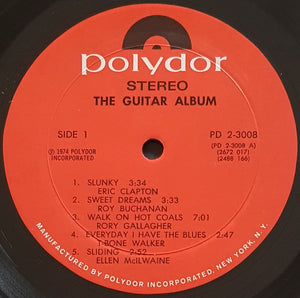 polydor
STEREO
THE GUITAR ALBUM
SIDE 1
PD 2-3008
℗ 1974 POLYDOR
INCORPORATED
(PD 2-3008 A)
(2672 017)
(2488 166)
1. SLUNKY 3:34
ERIC CLAPTON
2. SWEET DREAMS 3:33
ROY BUCHANAN
3. WALK ON HOT COALS 7:01
RORY GALLAGHER
4. EVERYDAY I HAVE THE BLUES 2:47
T-BONE WALKER
5. SLIDING 2:52
ELLEN McILWAINE
MANUFACTURED BY POLYDOR INCORPORATED. NEW YORK, N.Y.